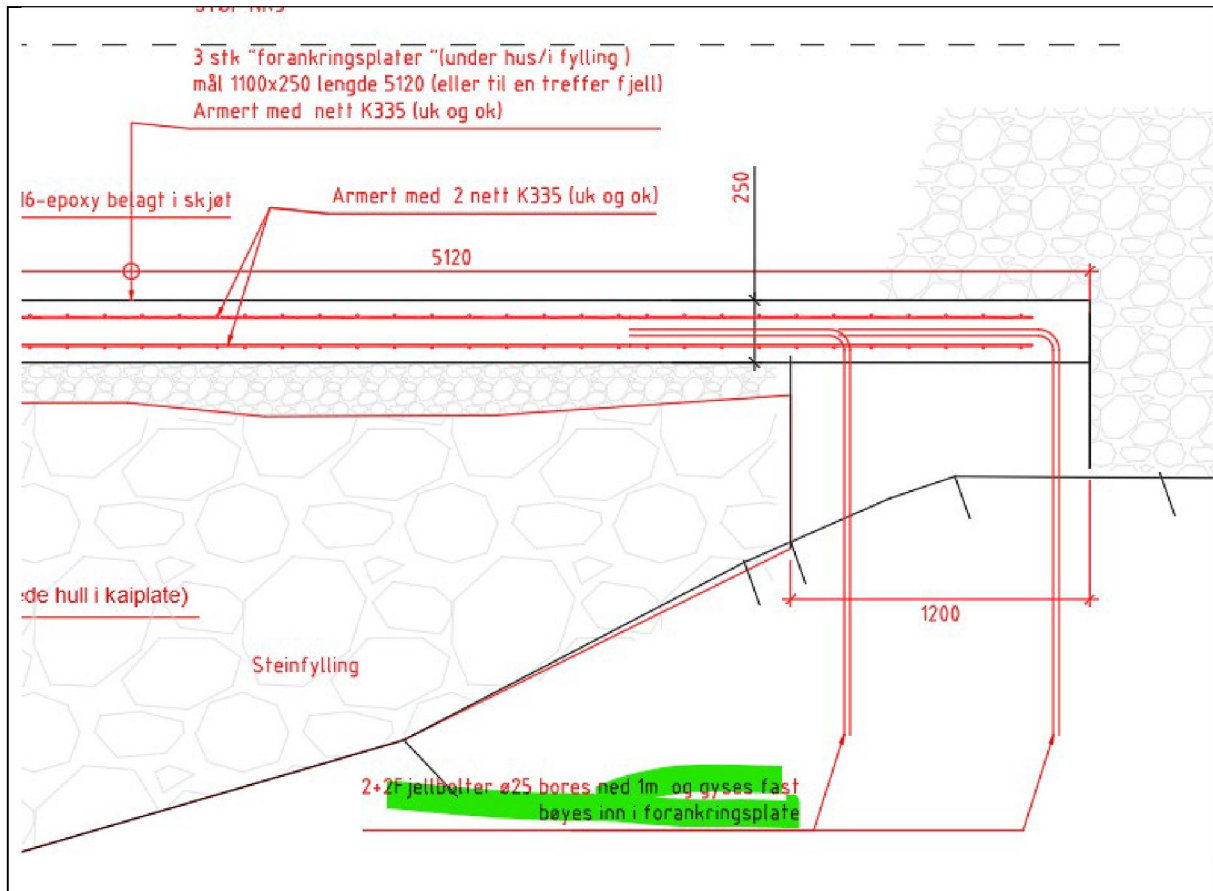 3 stk "forankringsplater "(under hus/i fylling )
mål 1100x250 lengde 5120 (eller til en treffer fjell)
Armert med nett K335 (uk og ok)
16-epoxy belagt i skjøt
Armert med 2 nett K335 (uk og ok)
250
5120
ede hull i kaiplate)
1200
Steinfylling
2+2Fjellbolter ø25 bores ned 1m og gyses fast
bøyes inn i forankringsplate